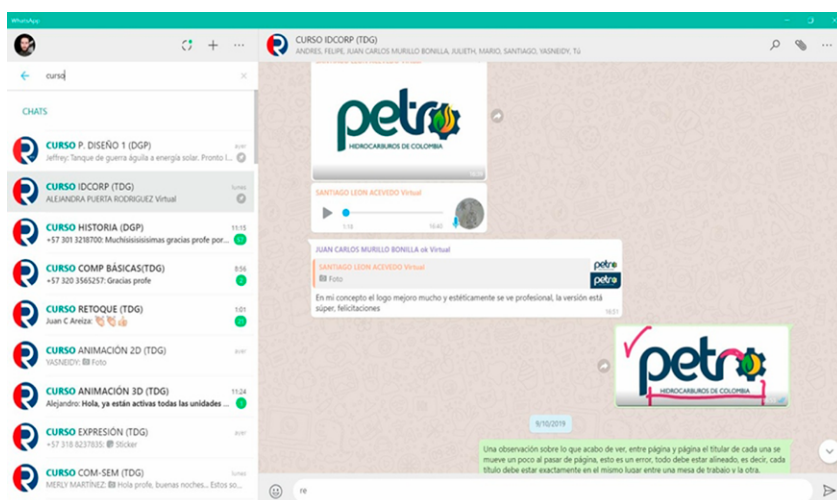 WhatsApp
curso
CHATS
CURSO P. DISEÑO 1 (DGP)
ayer
Jeffrey: Tanque de guerra águila a energía solar. Pronto l...
CURSO IDCORP (TDG)
lunes
ALEJANDRA PUERTA RODRIGUEZ Virtual
CURSO HISTORIA (DGP)
11:15
+57 301 3218700: Muchisisisisimas gracias profe por...
CURSO COMP BÁSICAS(TDG)
8:56
+57 320 3565257: Gracias profe
CURSO RETOQUE (TDG)
1:01
Juan C Areiza:
CURSO ANIMACIÓN 2D (TDG)
ayer
YASNEIDY: Foto
CURSO ANIMACIÓN 3D (TDG)
11:24
Alejandro: Hola, ya están activas todas las unidades ...
CURSO EXPRESIÓN (TDG)
ayer
+57 318 8237835: Sticker
CURSO COM-SEM (TDG)
lunes
MERLY MARTÍNEZ: Hola profe, buenas noches... Estos so...
CURSO IDCORP (TDG)
ANDRES, FELIPE, JUAN CARLOS MURILLO BONILLA, JULIETH, MARIO, SANTIAGO, YASNEIDY, Tú
petro
HIDROCARBUROS DE COLOMBIA
SANTIAGO LEON ACEVEDO Virtual
1:18
16:40
JUAN CARLOS MURILLO BONILLA ok Virtual
SANTIAGO LEON ACEVEDO Virtual
Foto
petro
petro
En mi concepto el logo mejoro mucho y estéticamente se ve profesional, la versión está
súper, felicitaciones
16:51
petro
HIDROCARBUROS DE COLOMBIA
9/10/2019
Una observación sobre lo que acabo de ver, entre página y página el titular de cada una se
mueve un poco al pasar de página, esto es un error, todo debe estar alineado, es decir, cada
título debe estar exactamente en el mismo lugar entre una mesa de trabajo y la otra.
re